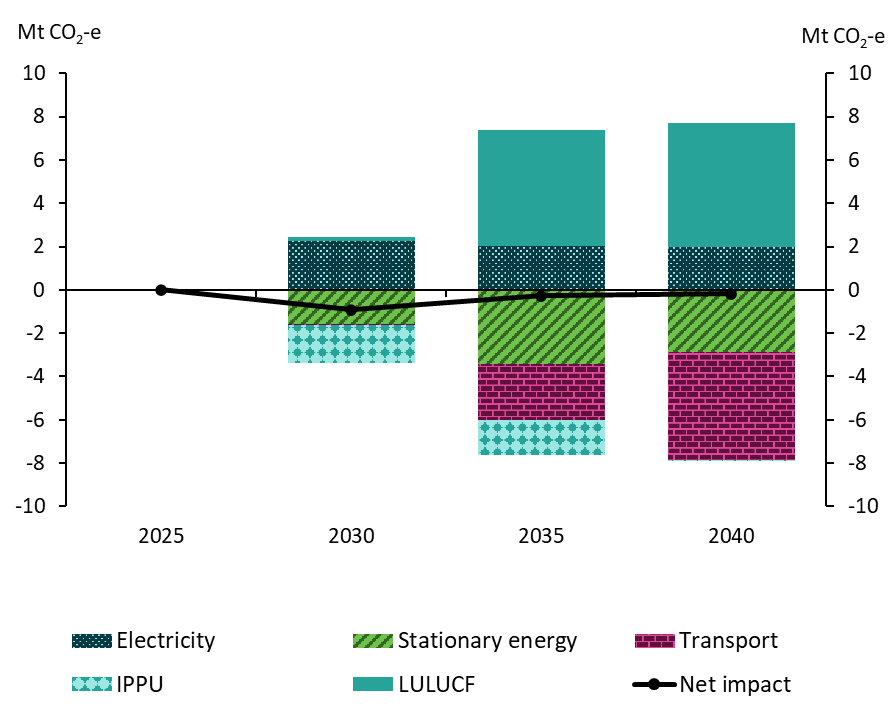 Mt CO₂-e Mt CO₂-e
10 10
8 8
6 6
4 4
2 2
0 0
-2 -2
-4 -4
-6 -6
-8 -8
-10 -10
2025 2030 2035 2040
Electricity Stationary energy Transport
IPPU LULUCF Net impact